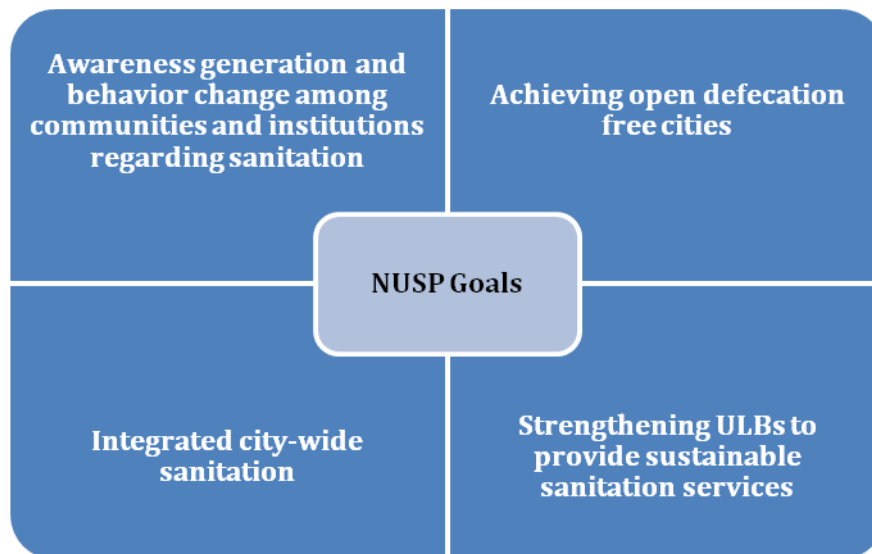 Awareness generation and
behavior change among
communities and institutions
regarding sanitation
Achieving open defecation
free cities
NUSP Goals
Integrated city-wide
sanitation
Strengthening ULBs to
provide sustainable
sanitation services